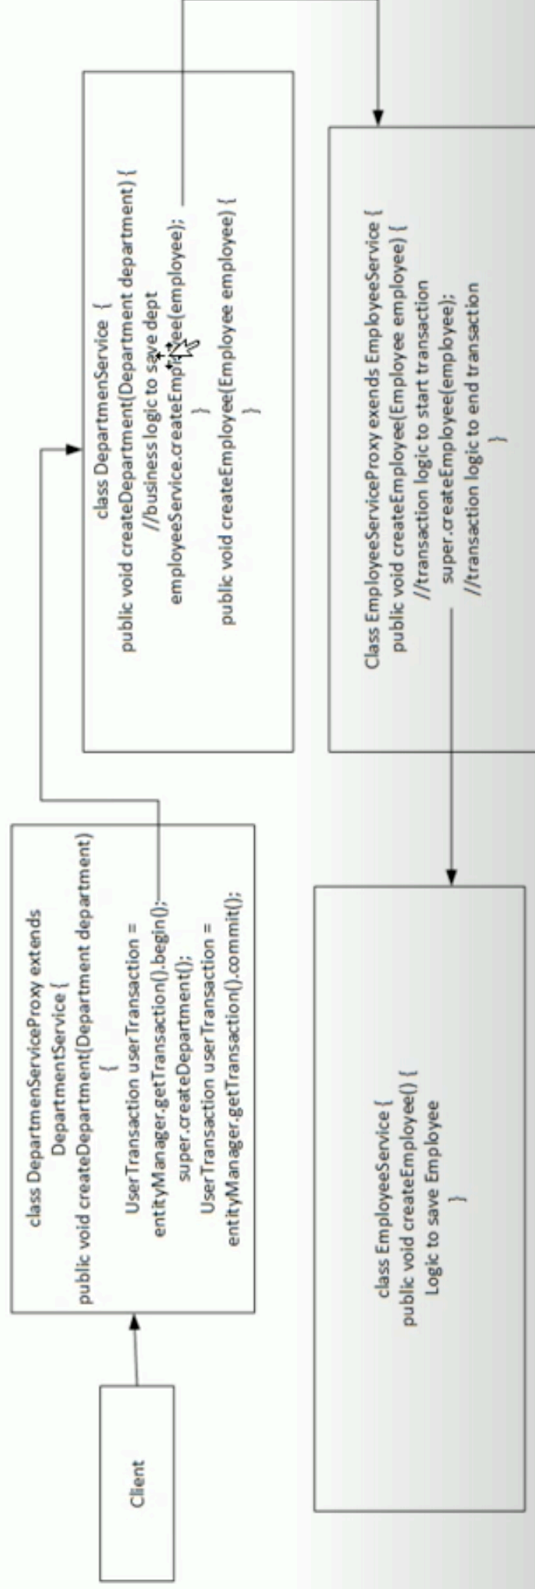 Client
class DepartmenServiceProxy extends
DepartmentService {
public void createDepartment(Department department)
{
UserTransaction userTransaction =
entityManager.getTransaction().begin();
super.createDepartment();
UserTransaction userTransaction =
entityManager.getTransaction().commit();
class DepartmenService {
public void createDepartment(Department department) {
//business logic to save dept
employeeService.createEmployee(employee);
}
public void createEmployee(Employee employee) {
}
class EmployeeService {
public void createEmployee() {
Logic to save Employee
}
Class EmployeeServiceProxy extends EmployeeService {
public void createEmployee(Employee employee) {
//transaction logic to start transaction
super.createEmployee(employee);
//transaction logic to end transaction
}